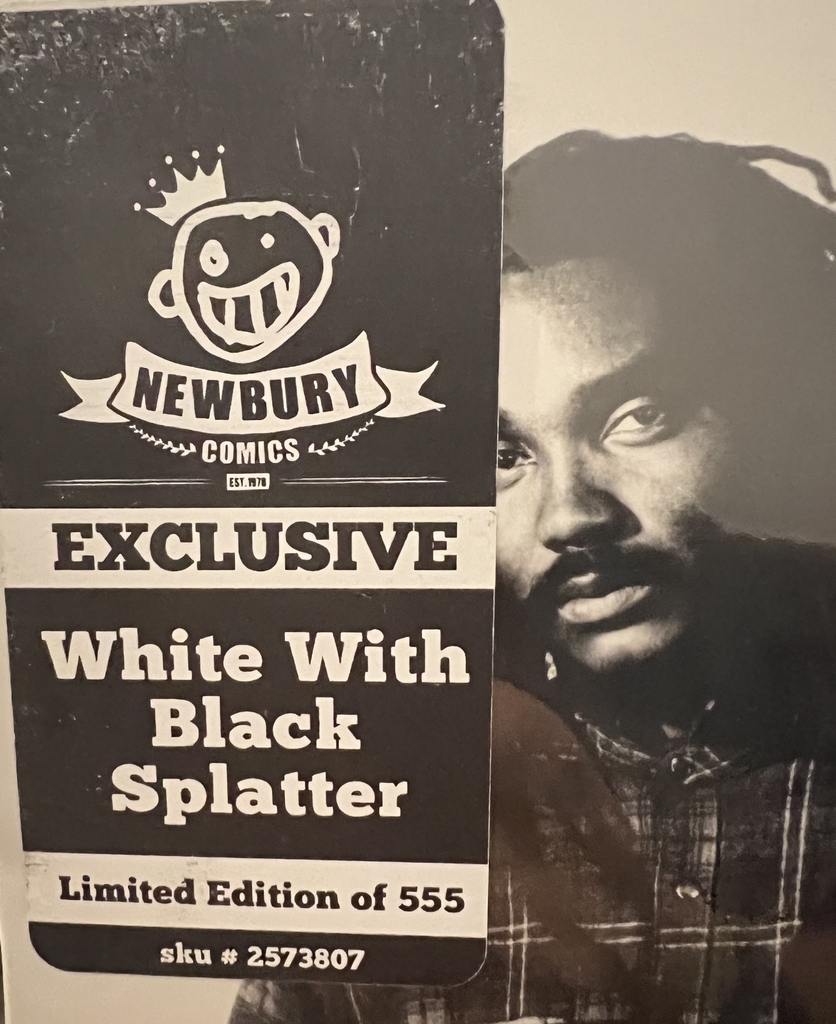 NEWBURY
COMICS
EST. 1978
EXCLUSIVE
White With
Black
Splatter
Limited Edition of 555
sku # 2573807